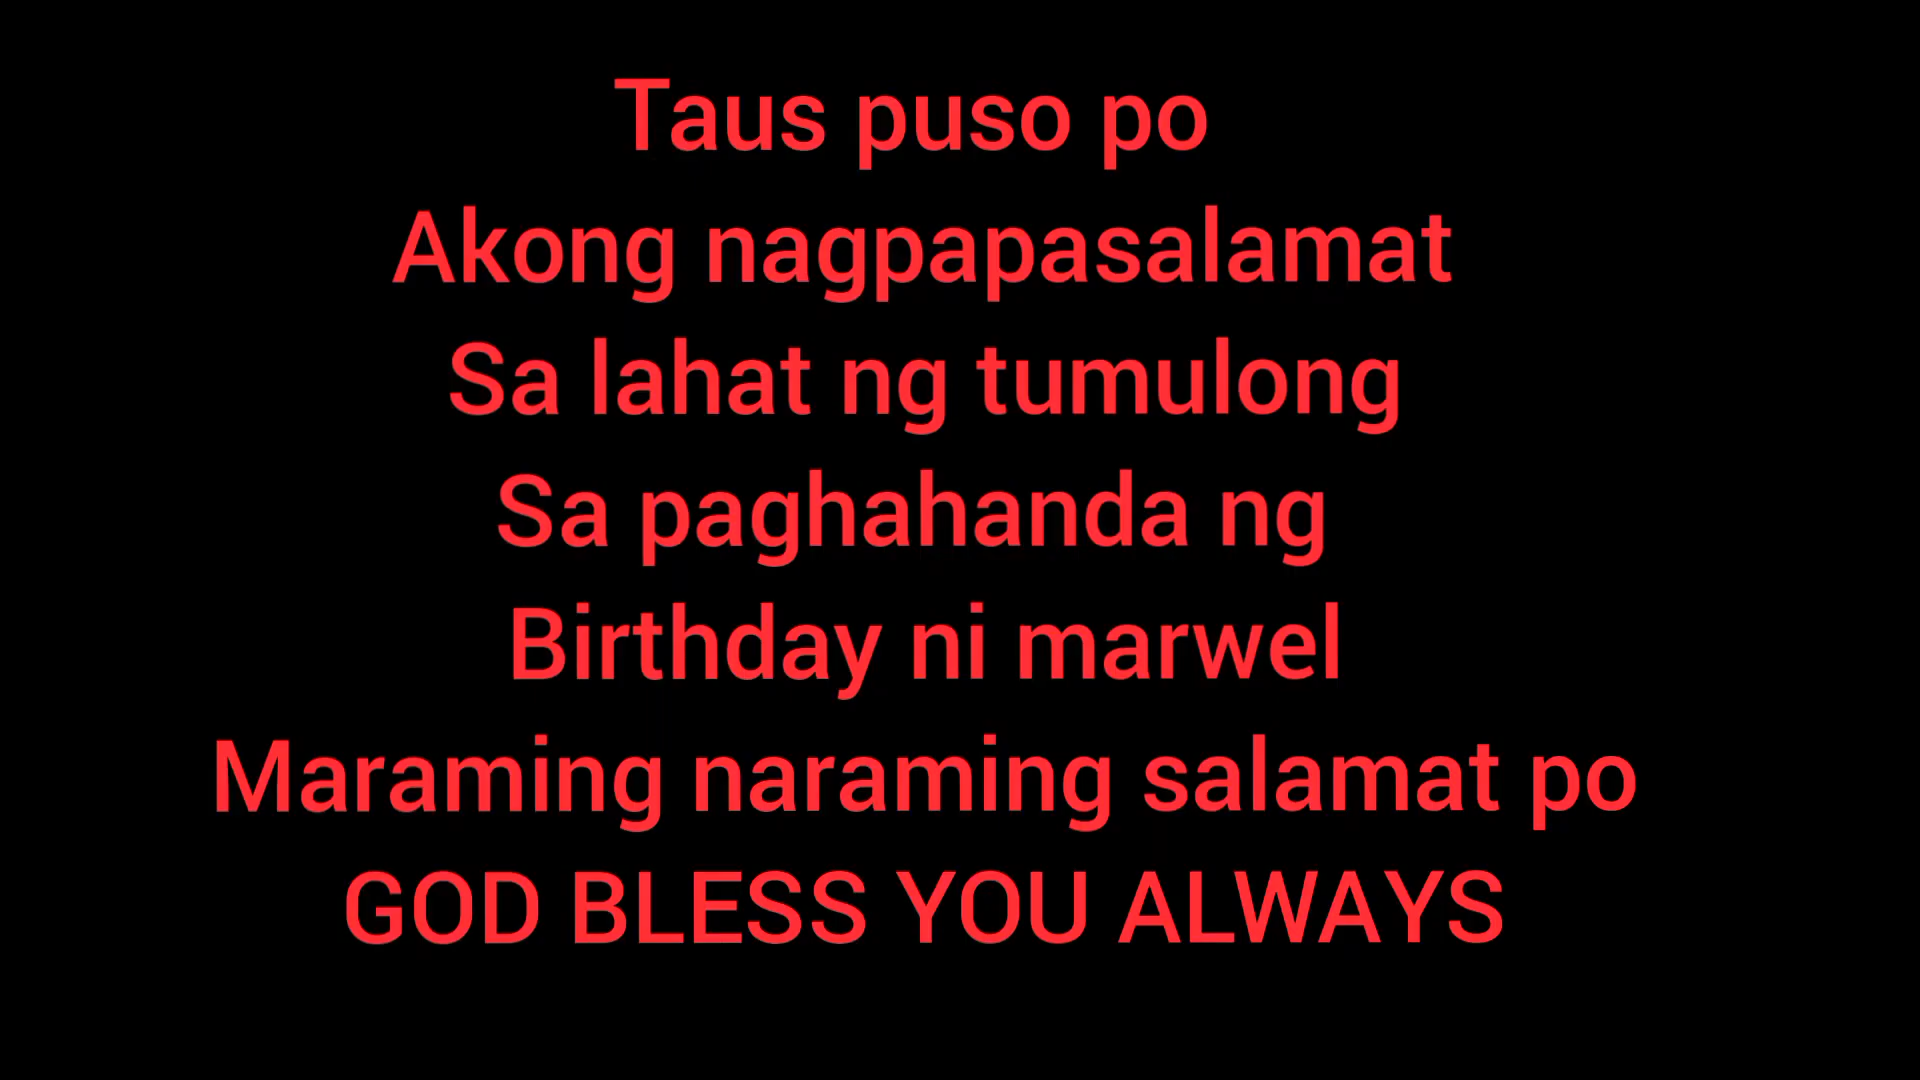 Taus puso po
Akong nagpapasalamat
Sa lahat ng tumulong
Sa paghahanda ng
Birthday ni marwel
Maraming naraming salamat po
GOD BLESS YOU ALWAYS